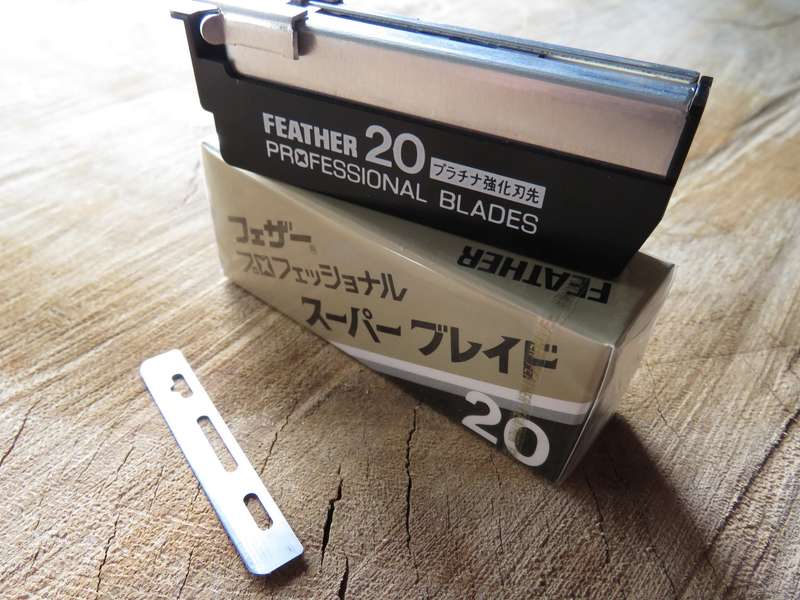 FEATHER 20 プラチナ強化刃先
PROFESSIONAL BLADES
フェザー®
プロフェッショナル
スーパー ブレイド
FEATHER
20